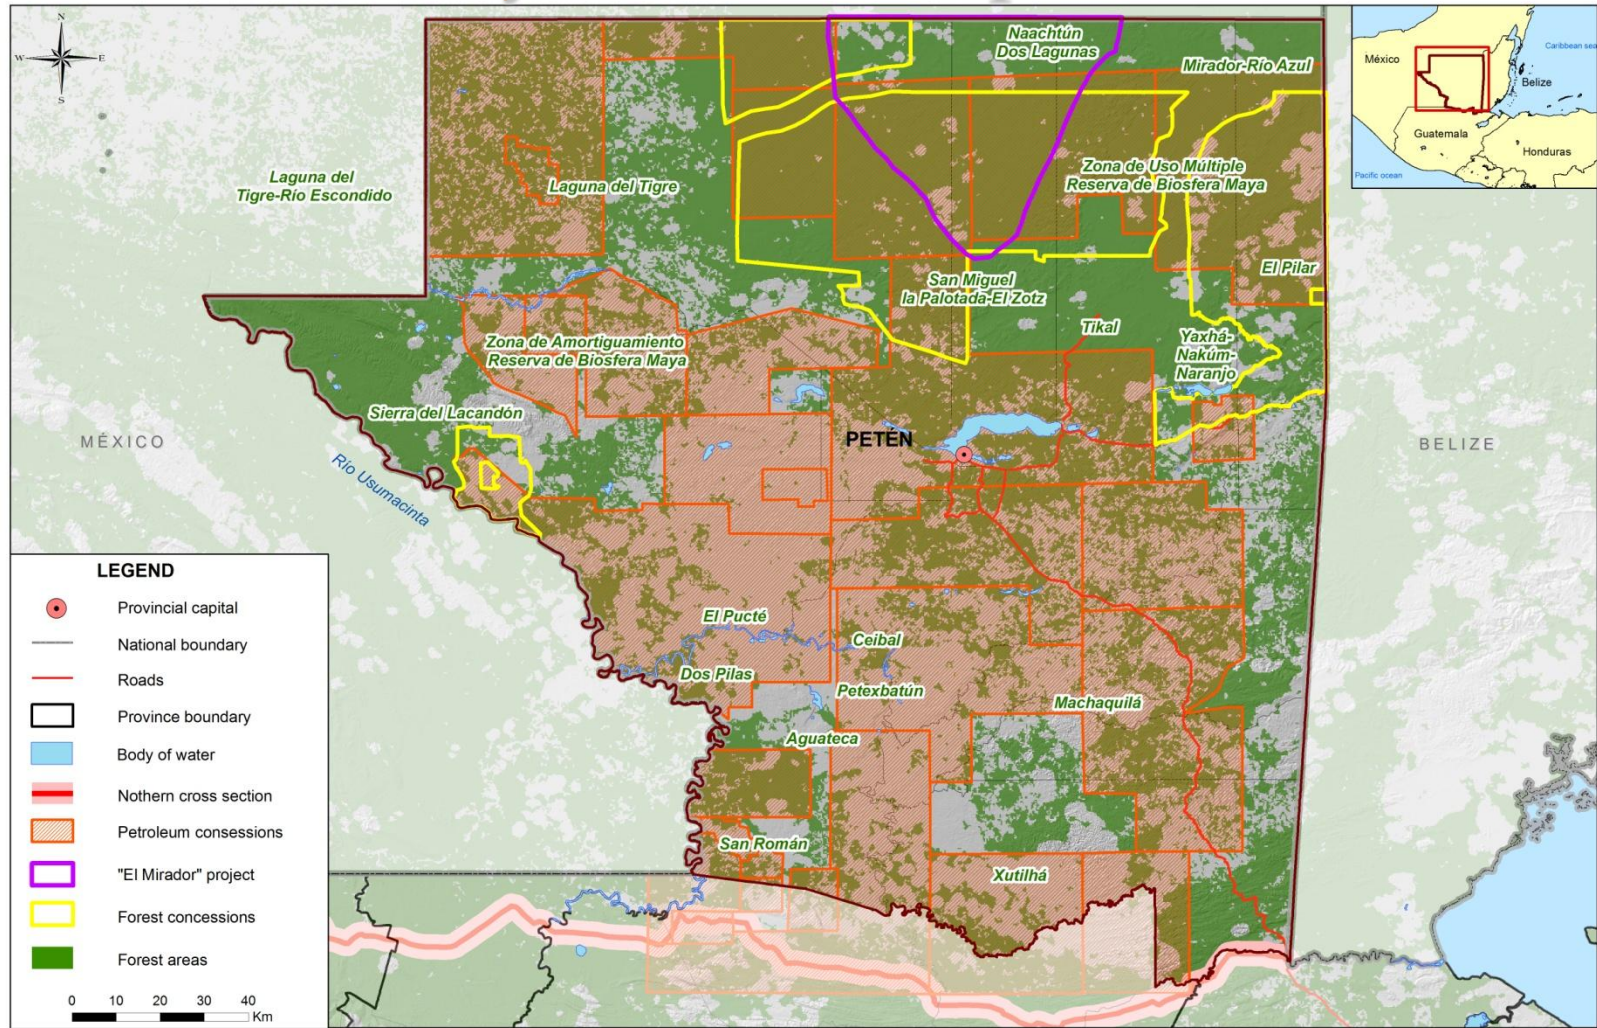 N
W
E
S
Naachtún
Dos Lagunas
Mirador-Río Azul
México
Caribbean sea
Belize
Guatemala
Honduras
Pacific ocean
Laguna del
Tigre-Río Escondido
Laguna del Tigre
Zona de Uso Múltiple
Reserva de Biosfera Maya
El Pilar
San Miguel
la Palotada-El Zotz
Tikal
Yaxhá-
Nakúm-
Naranjo
Zona de Amortiguamiento
Reserva de Biosfera Maya
Sierra del Lacandón
MÉXICO
PETÉN
BELIZE
Río Usumacinta
El Pucté
Ceibal
Dos Pilas
Petexbatún
Machaquilá
Aguateca
San Román
Xutilhá
LEGEND
Provincial capital
National boundary
Roads
Province boundary
Body of water
Nothern cross section
Petroleum consessions
"El Mirador" project
Forest concessions
Forest areas
0 10 20 30 40
Km